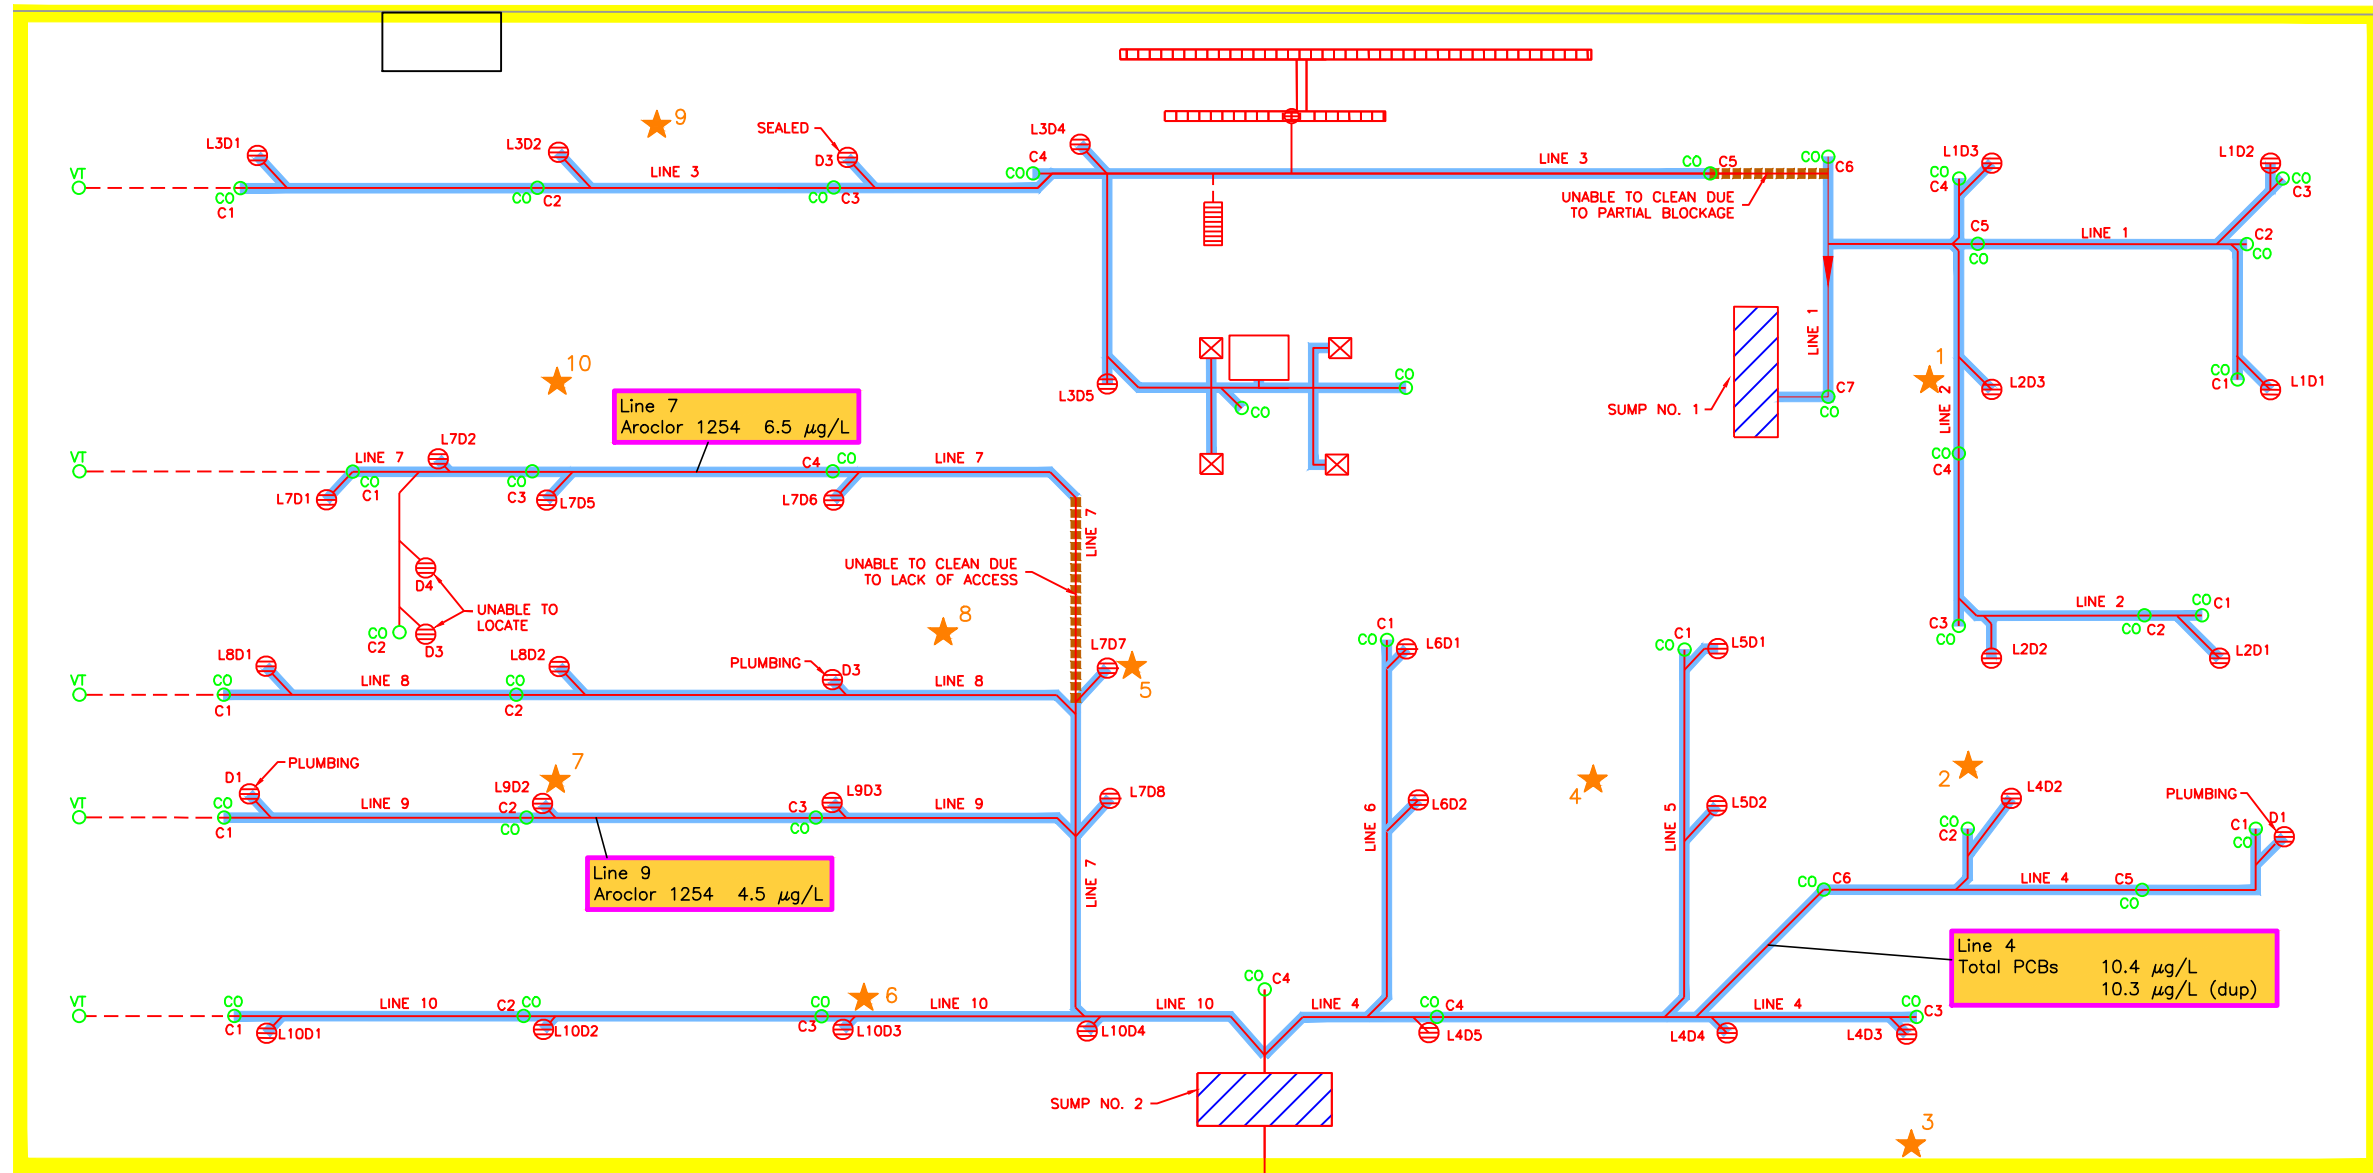 9
L3D1
L3D2
SEALED
D3
LINE 3
VT
CO
C1
CO
C2
CO
C3
L3D4
C4
CO
LINE 3
CO
C5
CO
C6
UNABLE TO CLEAN DUE
TO PARTIAL BLOCKAGE
L1D3
CO
C4
L1D2
CO
C3
C5
CO
LINE 1
C2
CO
LINE 1
SUMP NO. 1
C7
CO
1
L2D3
LINE 2
CO
C1
L1D1
CO
C4
L3D5
CO
CO
10
Line 7
Aroclor 1254 6.5 µg/L
VT
LINE 7
L7D2
CO
C1
L7D1
CO
C3
L7D5
C4
CO
L7D6
LINE 7
LINE 7
UNABLE TO CLEAN DUE
TO LACK OF ACCESS
D4
UNABLE TO
LOCATE
CO
C2
D3
8
L7D7
5
VT
L8D1
CO
C1
LINE 8
L8D2
CO
C2
PLUMBING
D3
LINE 8
C1
CO
L6D1
C1
CO
L5D1
C3
CO
LINE 2
CO
C1
CO
C2
L2D2
L2D1
7
PLUMBING
D1
VT
CO
C1
LINE 9
L9D2
C2
CO
L9D3
C3
CO
LINE 9
L7D8
Line 9
Aroclor 1254 4.5 µg/L
LINE 7
LINE 6
L6D2
4
LINE 5
L5D2
2
L4D2
CO
C2
PLUMBING
D1
C1
CO
CO
C6
LINE 4
C5
CO
Line 4
Total PCBs 10.4 µg/L
10.3 µg/L (dup)
VT
CO
C1
L10D1
LINE 10
C2
CO
L10D2
CO
C3
6
L10D3
LINE 10
L10D4
LINE 10
CO
C4
LINE 4
CO
C4
L4D5
L4D4
LINE 4
CO
C3
L4D3
SUMP NO. 2
3